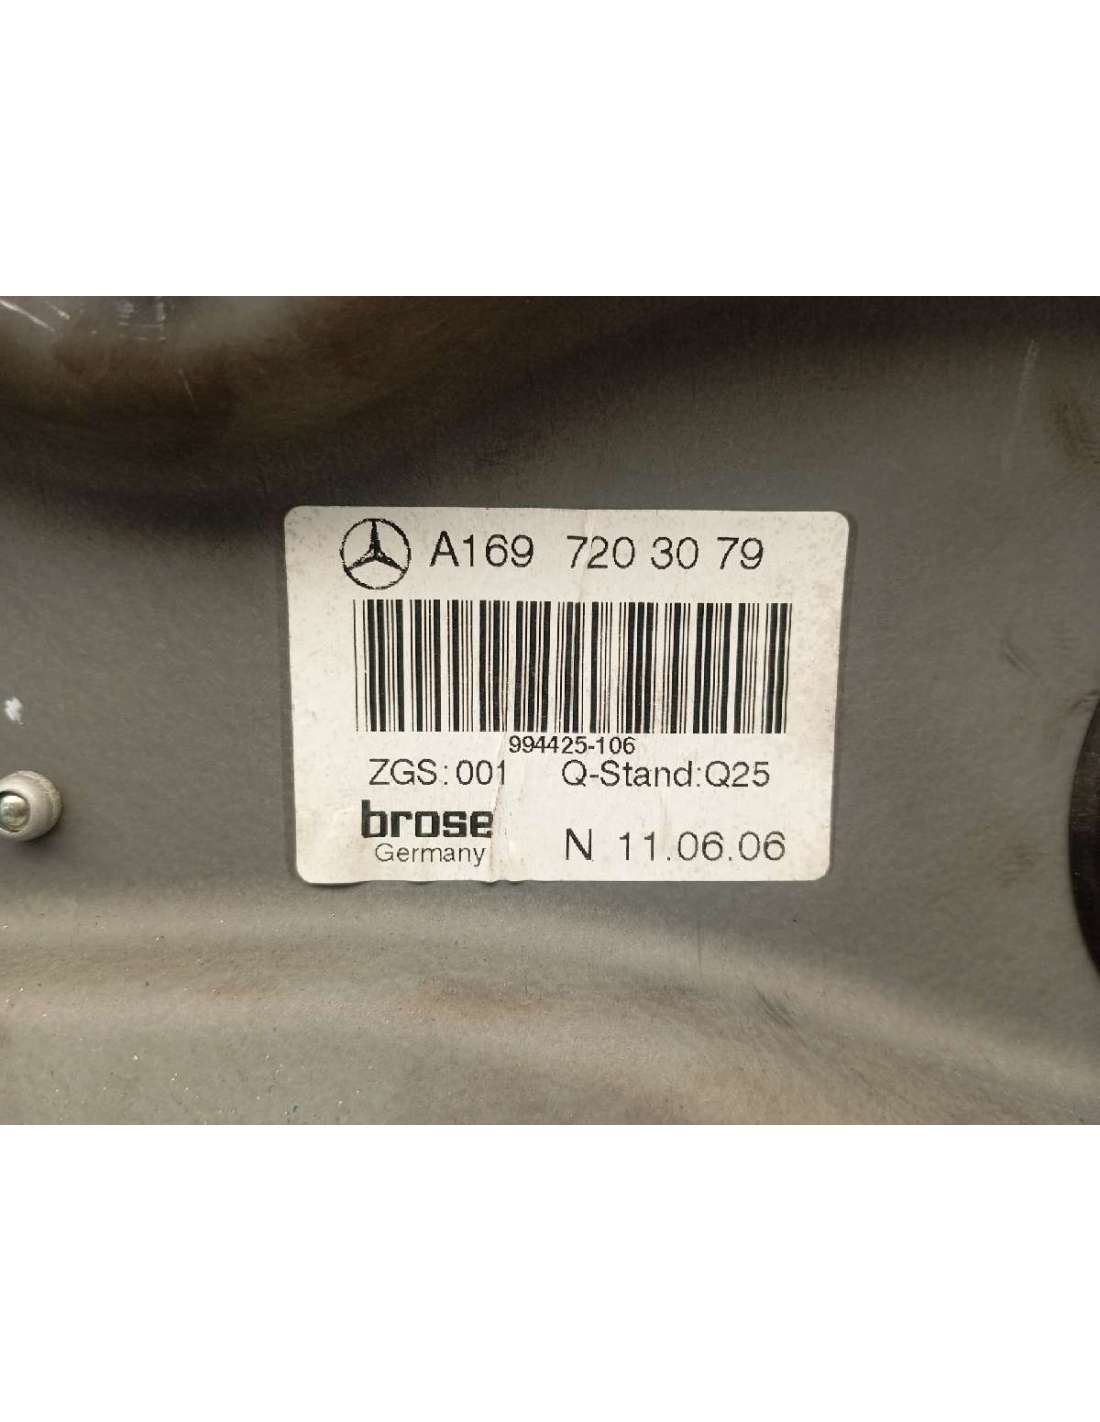 A169 720 30 79
994425-106
ZGS:001 Q-Stand:Q25
brose
Germany N 11.06.06